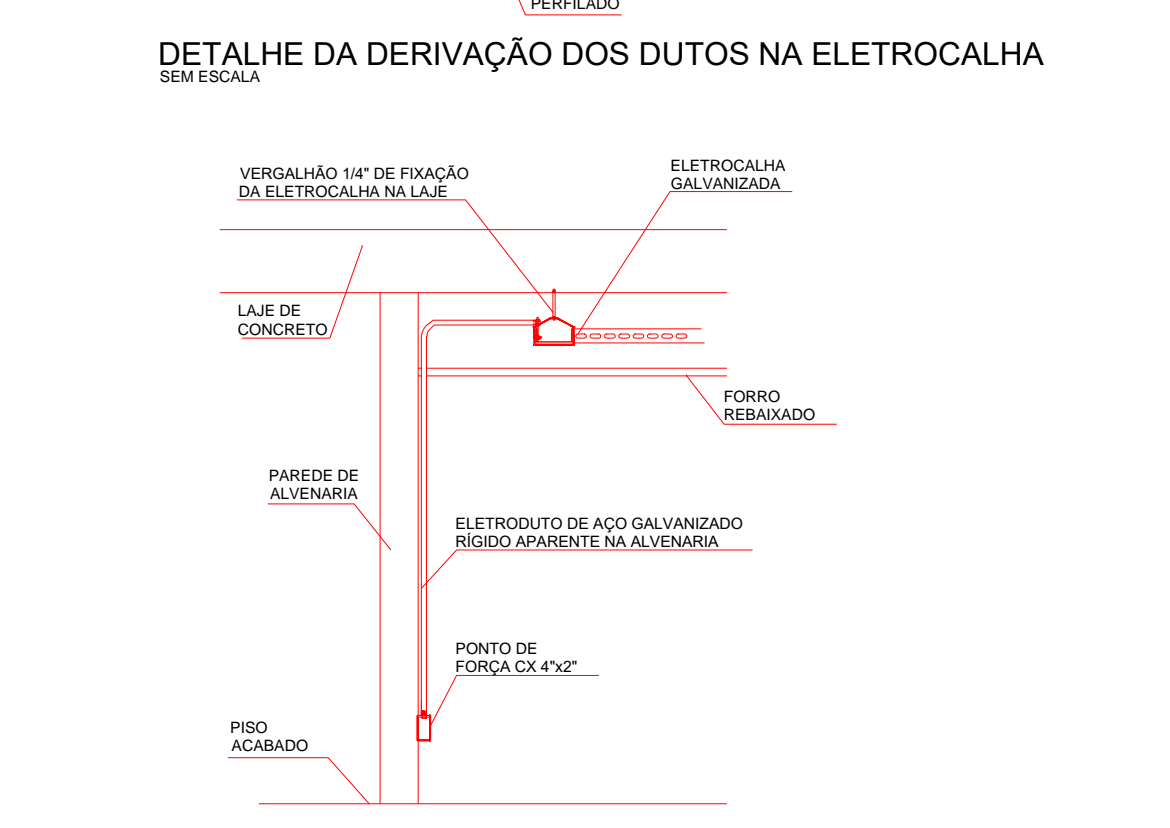 PERFILADO
DETALHE DA DERIVAÇÃO DOS DUTOS NA ELETROCALHA
SEM ESCALA
VERGALHÃO 1/4" DE FIXAÇÃO
DA ELETROCALHA NA LAJE
ELETROCALHA
GALVANIZADA
LAJE DE
CONCRETO
FORRO
REBAIXADO
PAREDE DE
ALVENARIA
ELETRODUTO DE AÇO GALVANIZADO
RÍGIDO APARENTE NA ALVENARIA
PONTO DE
FORÇA CX 4"x2"
PISO
ACABADO